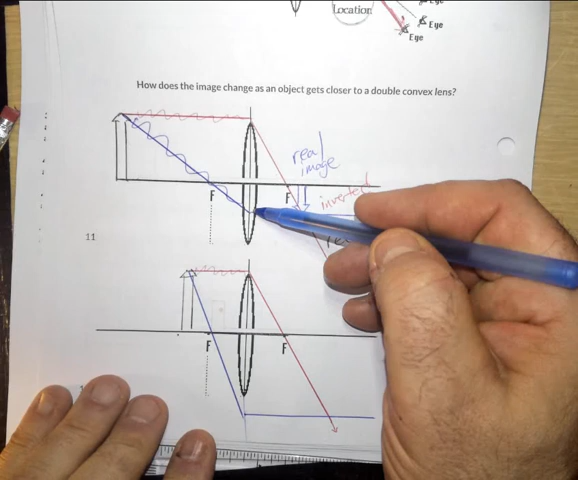 Location
Eye
Eye
How does the image change as an object gets closer to a double convex lens?
real
image
F
F
inverted
11
F
F